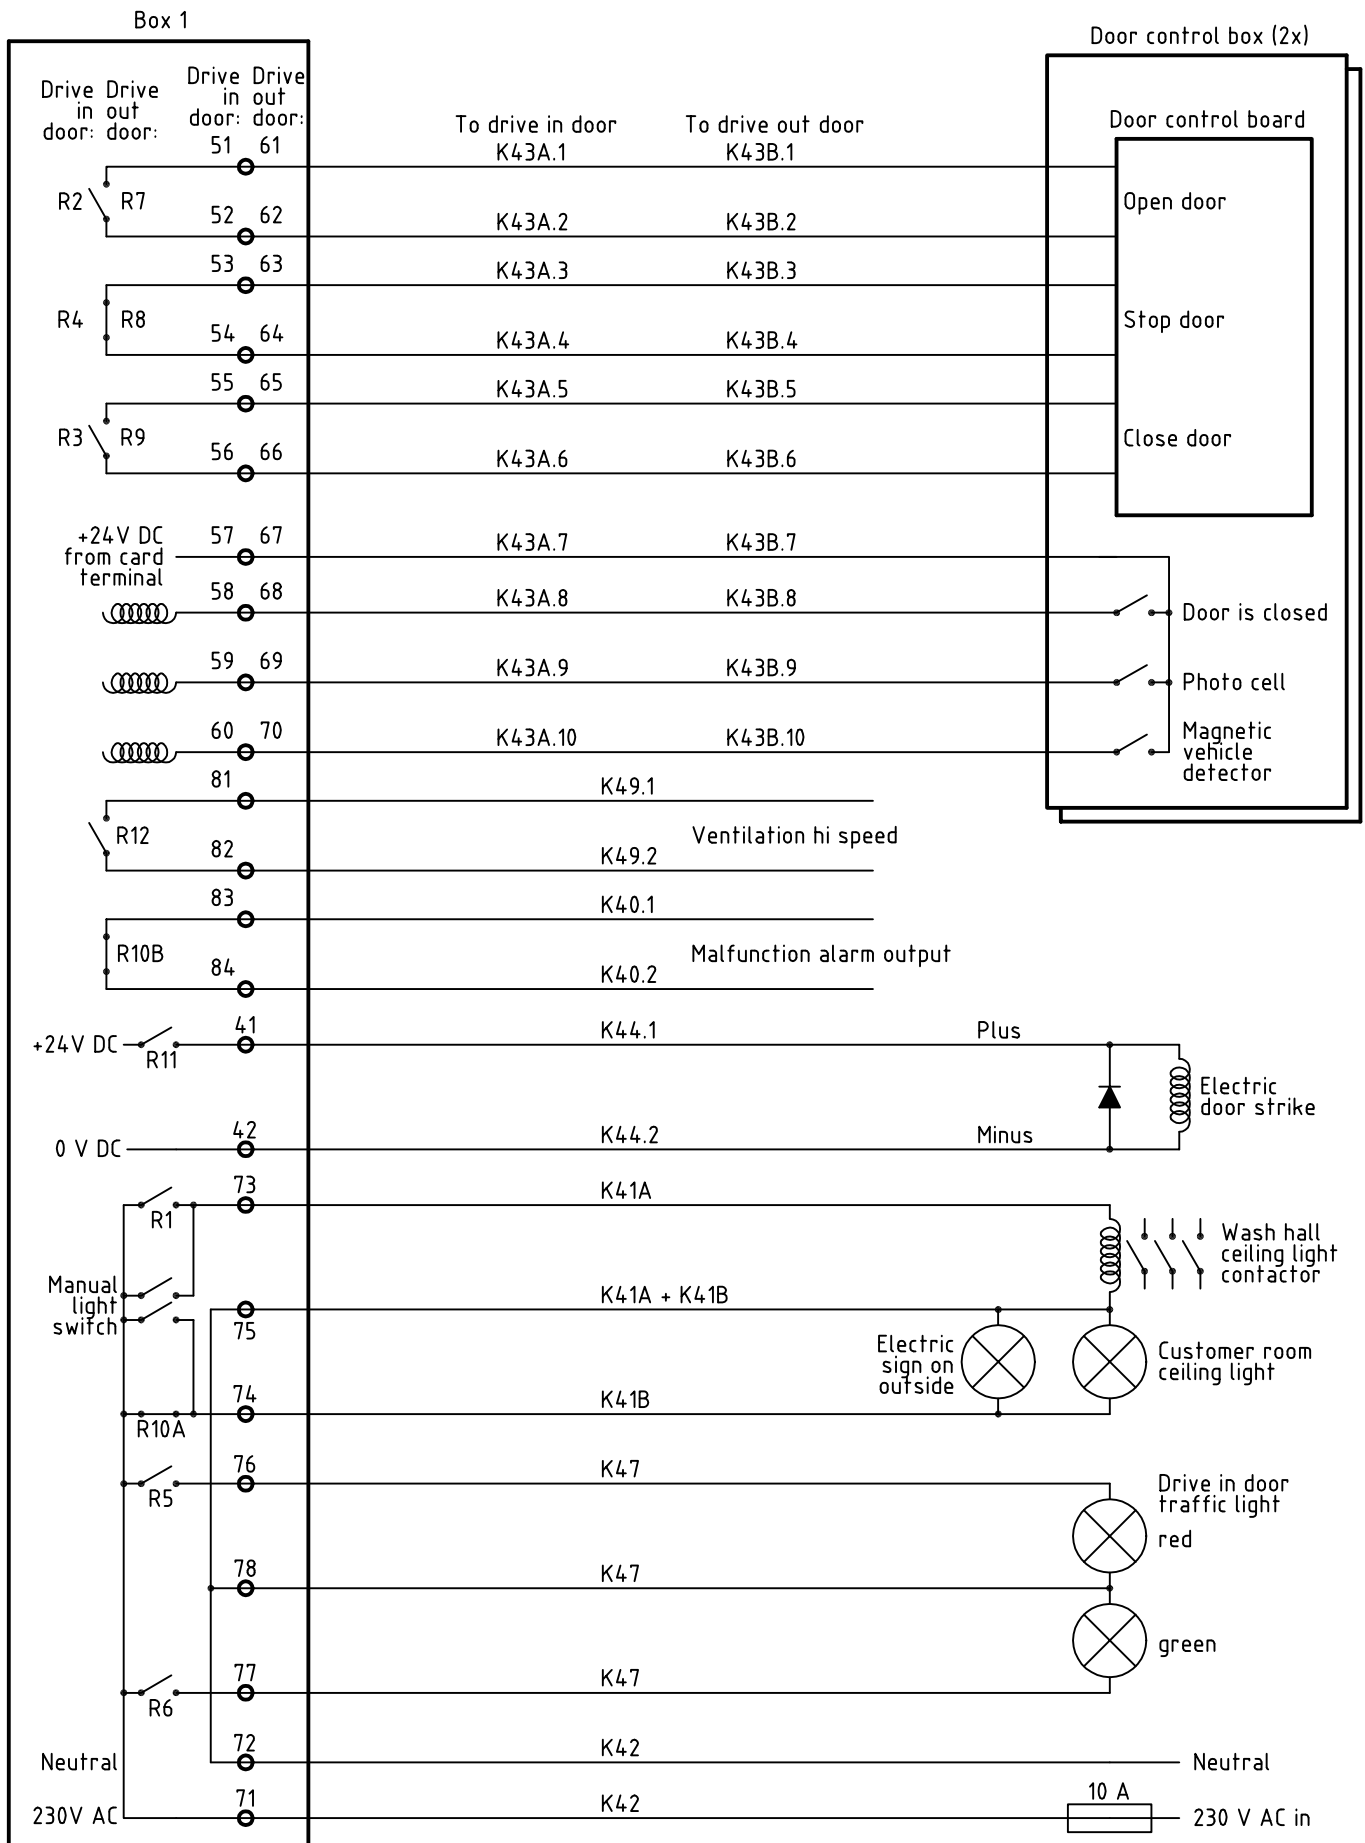 Box 1
Door control box (2x)
Drive Drive
in out
door: door:
Drive Drive
in out
door: door:
To drive in door
To drive out door
Door control board
51 61
K43A.1
K43B.1
R2 R7
Open door
52 62
K43A.2
K43B.2
53 63
K43A.3
K43B.3
R4 R8
Stop door
54 64
K43A.4
K43B.4
55 65
K43A.5
K43B.5
R3 R9
Close door
56 66
K43A.6
K43B.6
+24V DC
from card
terminal
57 67
K43A.7
K43B.7
58 68
K43A.8
K43B.8
Door is closed
59 69
K43A.9
K43B.9
Photo cell
60 70
K43A.10
K43B.10
Magnetic
vehicle
detector
81
K49.1
R12
Ventilation hi speed
82
K49.2
83
K40.1
R10B
Malfunction alarm output
84
K40.2
+24V DC
R11
41
K44.1
Plus
Electric
door strike
0 V DC
42
K44.2
Minus
73
K41A
R1
Wash hall
ceiling light
contactor
Manual
light
switch
K41A + K41B
75
Electric
sign on
outside
Customer room
ceiling light
74
K41B
R10A
76
K47
R5
Drive in door
traffic light
red
78
K47
green
77
K47
R6
Neutral
72
K42
Neutral
230V AC
71
K42
10 A
230 V AC in